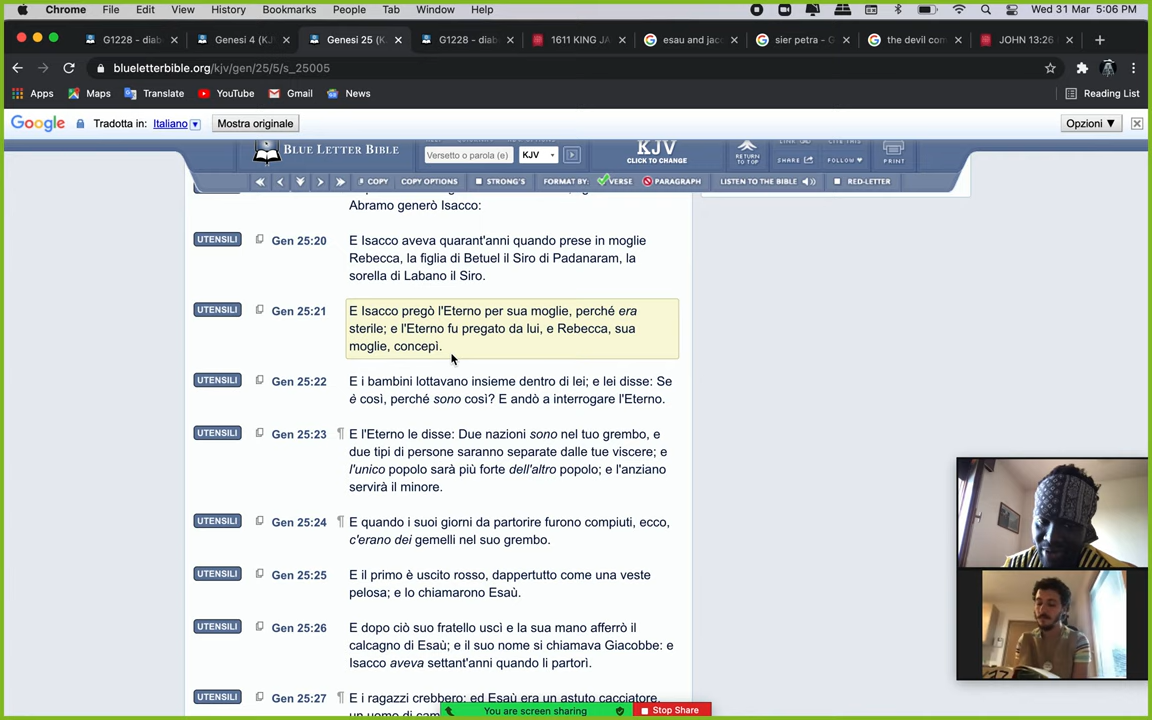 Chrome File Edit View History Bookmarks People Tab Window Help Wed 31 Mar 5:06 PM
G1228 - diab Genesi 4 (KJ Genesi 25 (K G1228 - diab 1611 KING JA esau and jac sier petra - G the devil com JOHN 13:26
blueletterbible.org/kjv/gen/25/5/s_25005
Apps Maps Translate YouTube Gmail News Reading List
Google Tradotta in: Italiano Mostra originale Opzioni ▼
BLUE LETTER BIBLE Versetto o parola (e) KJV KJV CLICK TO CHANGE RETURN TO TOP SHARE FOLLOW PRINT
COPY COPY OPTIONS STRONG'S FORMAT BY: VERSE PARAGRAPH LISTEN TO THE BIBLE RED-LETTER
Abramo generò Isacco:
UTENSILI Gen 25:20 E Isacco aveva quarant'anni quando prese in moglie
Rebecca, la figlia di Betuel il Siro di Padanaram, la
sorella di Labano il Siro.
UTENSILI Gen 25:21 E Isacco pregò l'Eterno per sua moglie, perché era
sterile; e l'Eterno fu pregato da lui, e Rebecca, sua
moglie, concepì.
UTENSILI Gen 25:22 E i bambini lottavano insieme dentro di lei; e lei disse: Se
è così, perché sono così? E andò a interrogare l'Eterno.
UTENSILI Gen 25:23 ¶ E l'Eterno le disse: Due nazioni sono nel tuo grembo, e
due tipi di persone saranno separate dalle tue viscere; e
l'unico popolo sarà più forte dell'altro popolo; e l'anziano
servirà il minore.
UTENSILI Gen 25:24 ¶ E quando i suoi giorni da partorire furono compiuti, ecco,
c'erano dei gemelli nel suo grembo.
UTENSILI Gen 25:25 E il primo è uscito rosso, dappertutto come una veste
pelosa; e lo chiamarono Esaù.
UTENSILI Gen 25:26 E dopo ciò suo fratello uscì e la sua mano afferrò il
calcagno di Esaù; e il suo nome si chiamava Giacobbe: e
Isacco aveva settant'anni quando li partorì.
UTENSILI Gen 25:27 ¶ E i ragazzi crebbero: ed Esaù era un astuto cacciatore,
un uomo di
You are screen sharing Stop Share